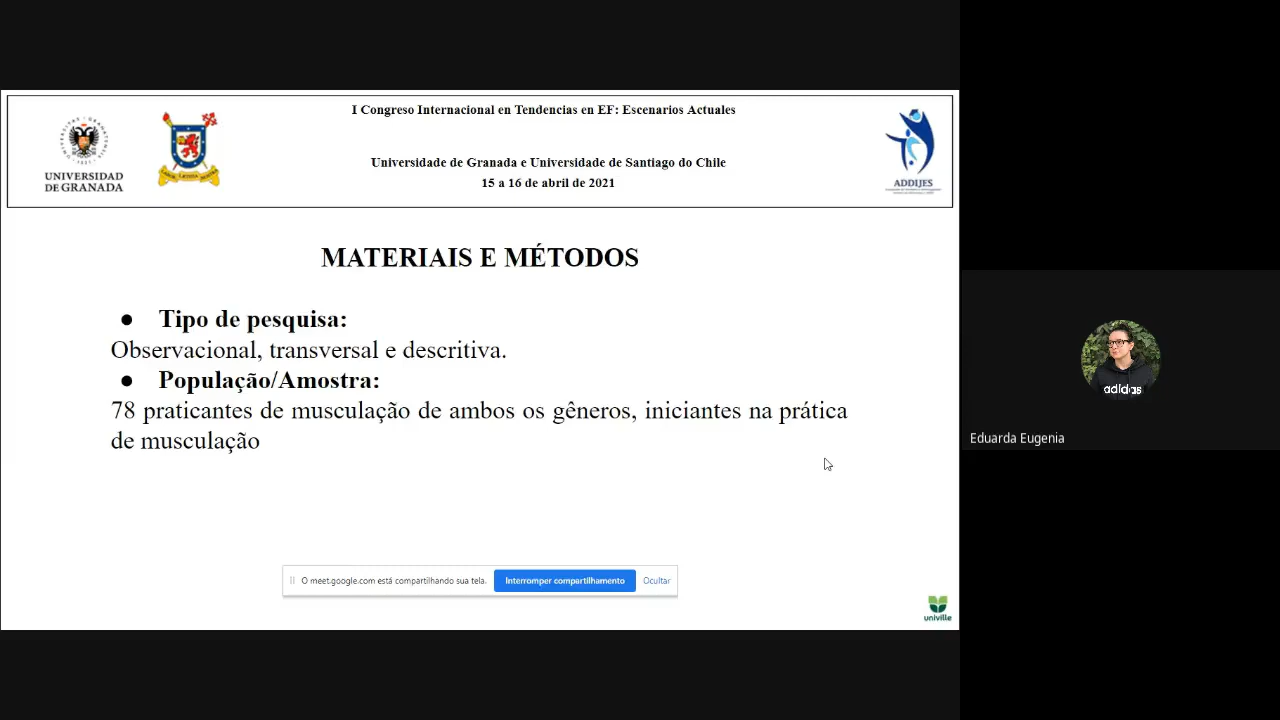 I Congreso Internacional en Tendencias en EF: Escenarios Actuales
Universidade de Granada e Universidade de Santiago do Chile
15 a 16 de abril de 2021
UNIVERSIDAD
DE GRANADA
LABOR LAETITIA NOSTRA
ADDIJES
MATERIAIS E MÉTODOS
● Tipo de pesquisa:
Observacional, transversal e descritiva.
● População/Amostra:
78 praticantes de musculação de ambos os gêneros, iniciantes na prática
de musculação
O meet.google.com está compartilhando sua tela.
Interromper compartilhamento
Ocultar
univille
adidas
Eduarda Eugenia